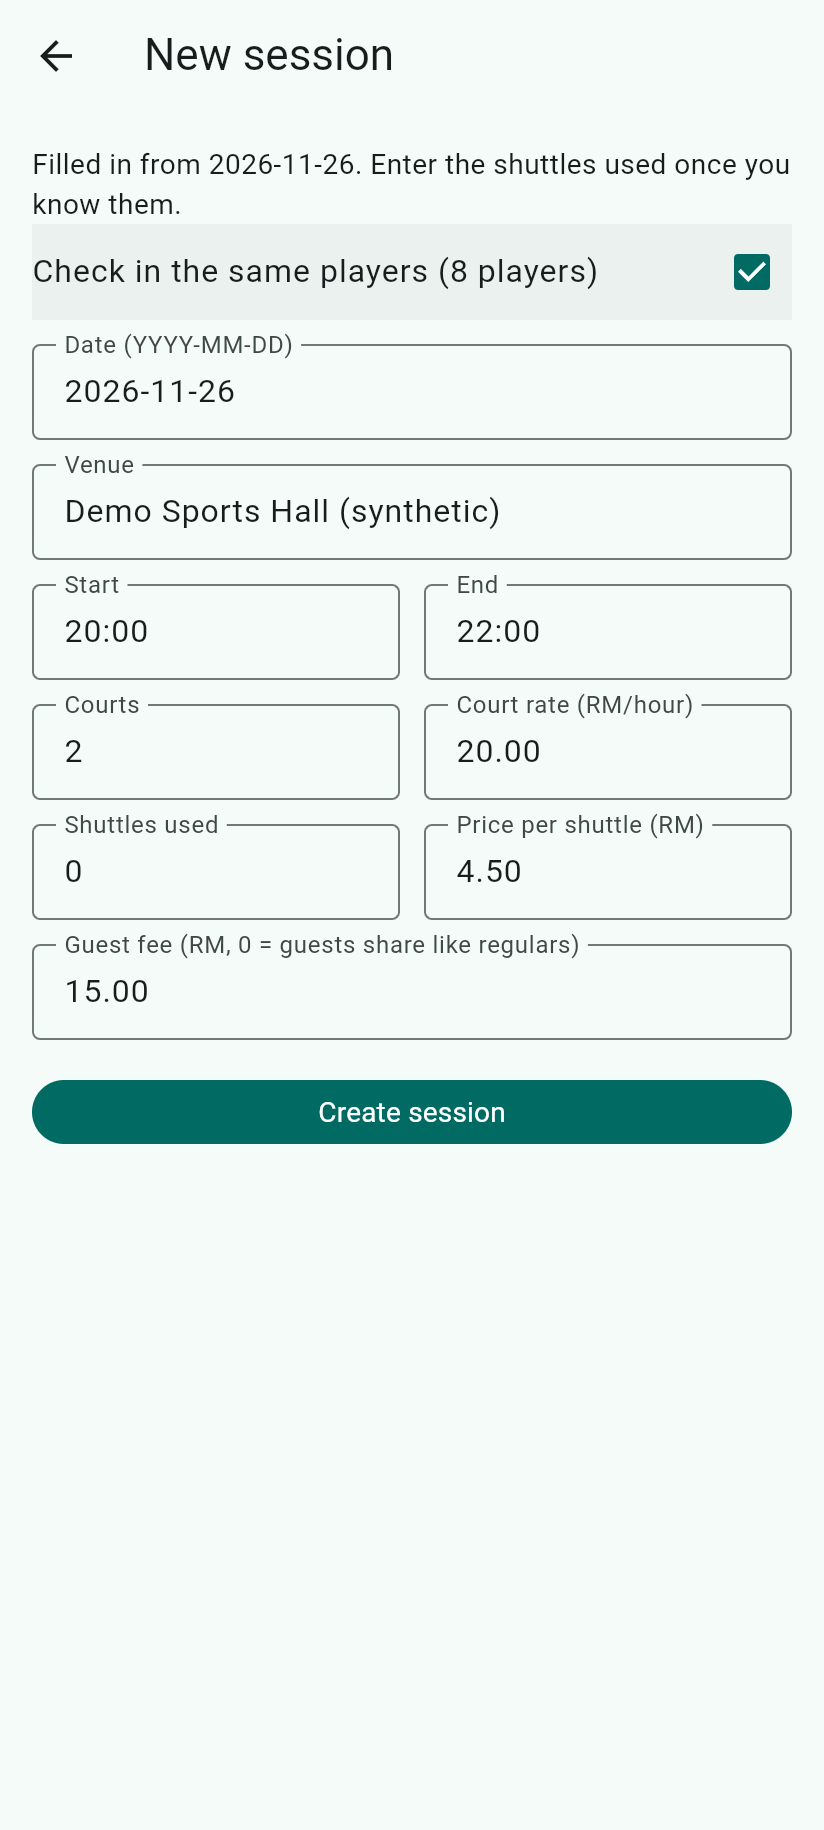 New session
Filled in from 2026-11-26. Enter the shuttles used once you
know them.
Check in the same players (8 players)
Date (YYYY-MM-DD)
2026-11-26
Venue
Demo Sports Hall (synthetic)
Start
20:00
End
22:00
Courts
2
Court rate (RM/hour)
20.00
Shuttles used
0
Price per shuttle (RM)
4.50
Guest fee (RM, 0 = guests share like regulars)
15.00
Create session